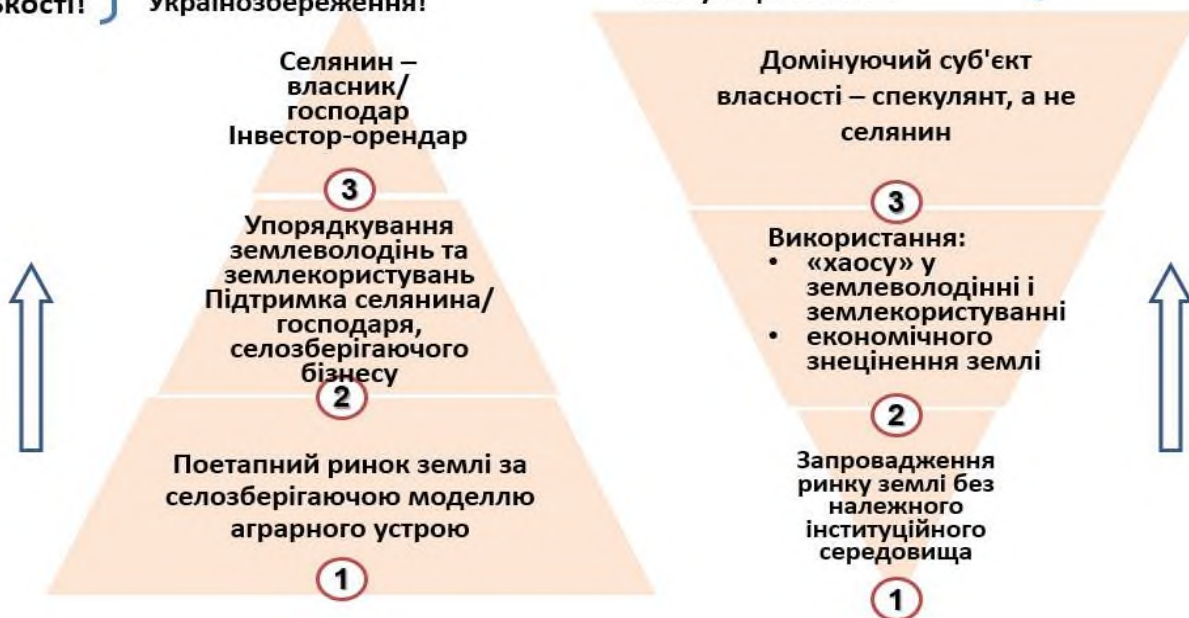 Українозбереження!
Селянин –
власник/
господар
Інвестор-орендар
3
Упорядкування
землеволодінь та
землекористувань
Підтримка селянина/
господаря,
селозберігаючого
бізнесу
2
Поетапний ринок землі за
селозберігаючою моделлю
аграрного устрою
1
Домінуючий суб'єкт
власності – спекулянт, а не
селянин
3
Використання:
• «хаосу» у
землеволодінні і
землекористуванні
• економічного
знецінення землі
2
Запровадження
ринку землі без
належного
інституційного
середовища
1